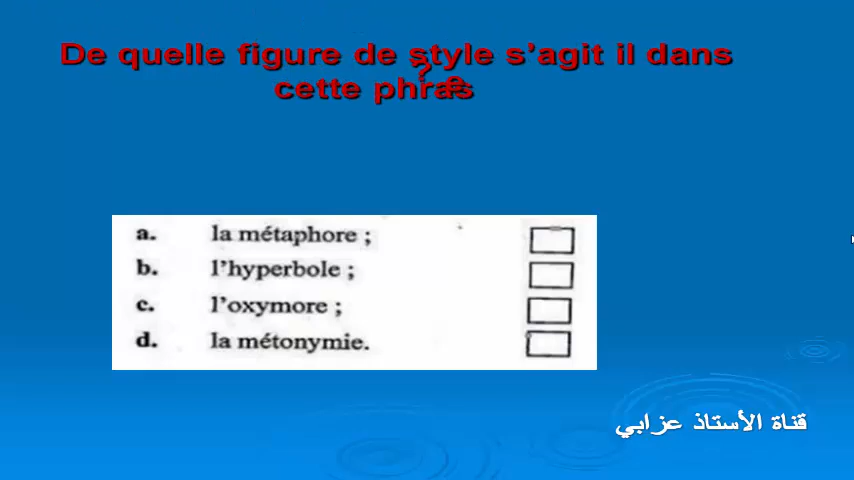 De quelle figure de style s'agit il dans
cette phrase ?
a. la métaphore ;
b. l'hyperbole ;
c. l'oxymore ;
d. la métonymie.
قناة الأستاذ عزابي